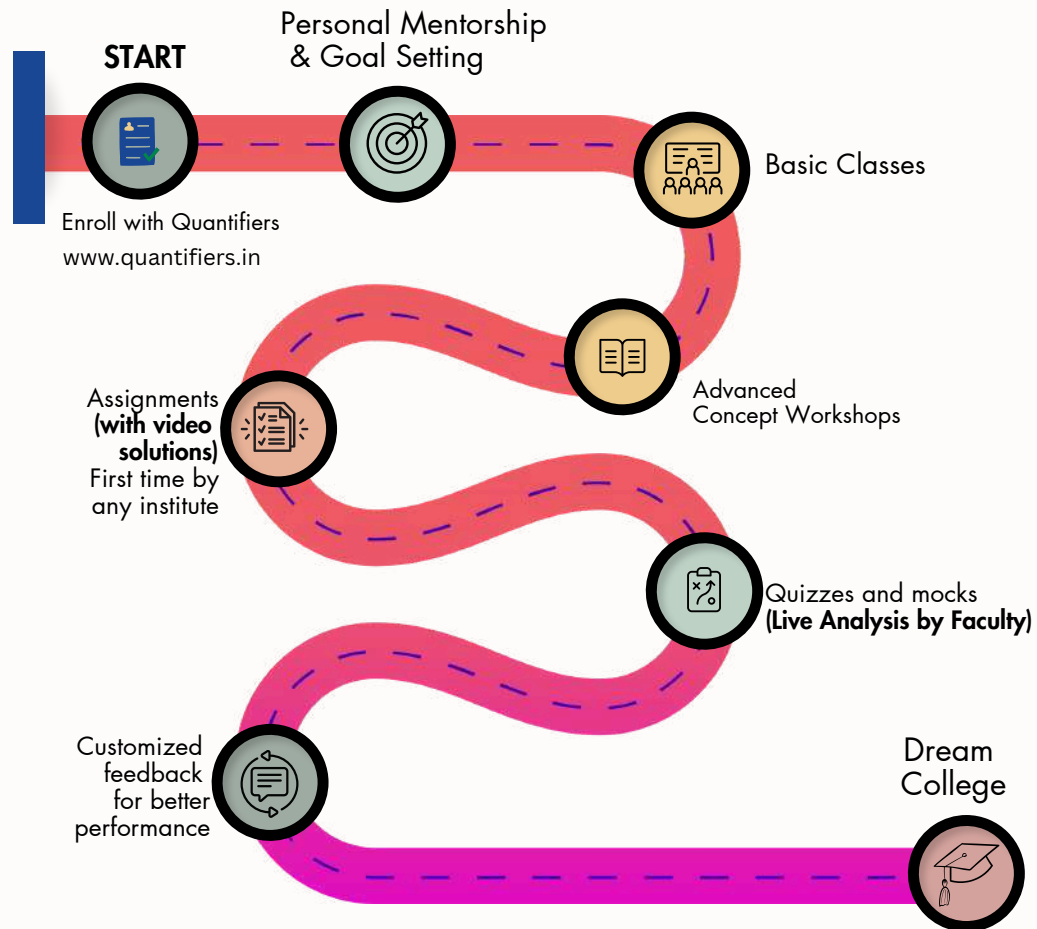 START
Enroll with Quantifiers
www.quantifiers.in
Personal Mentorship
& Goal Setting
Basic Classes
Advanced
Concept Workshops
Assignments
(with video
solutions)
First time by
any institute
Quizzes and mocks
(Live Analysis by Faculty)
Customized
feedback
for better
performance
Dream
College